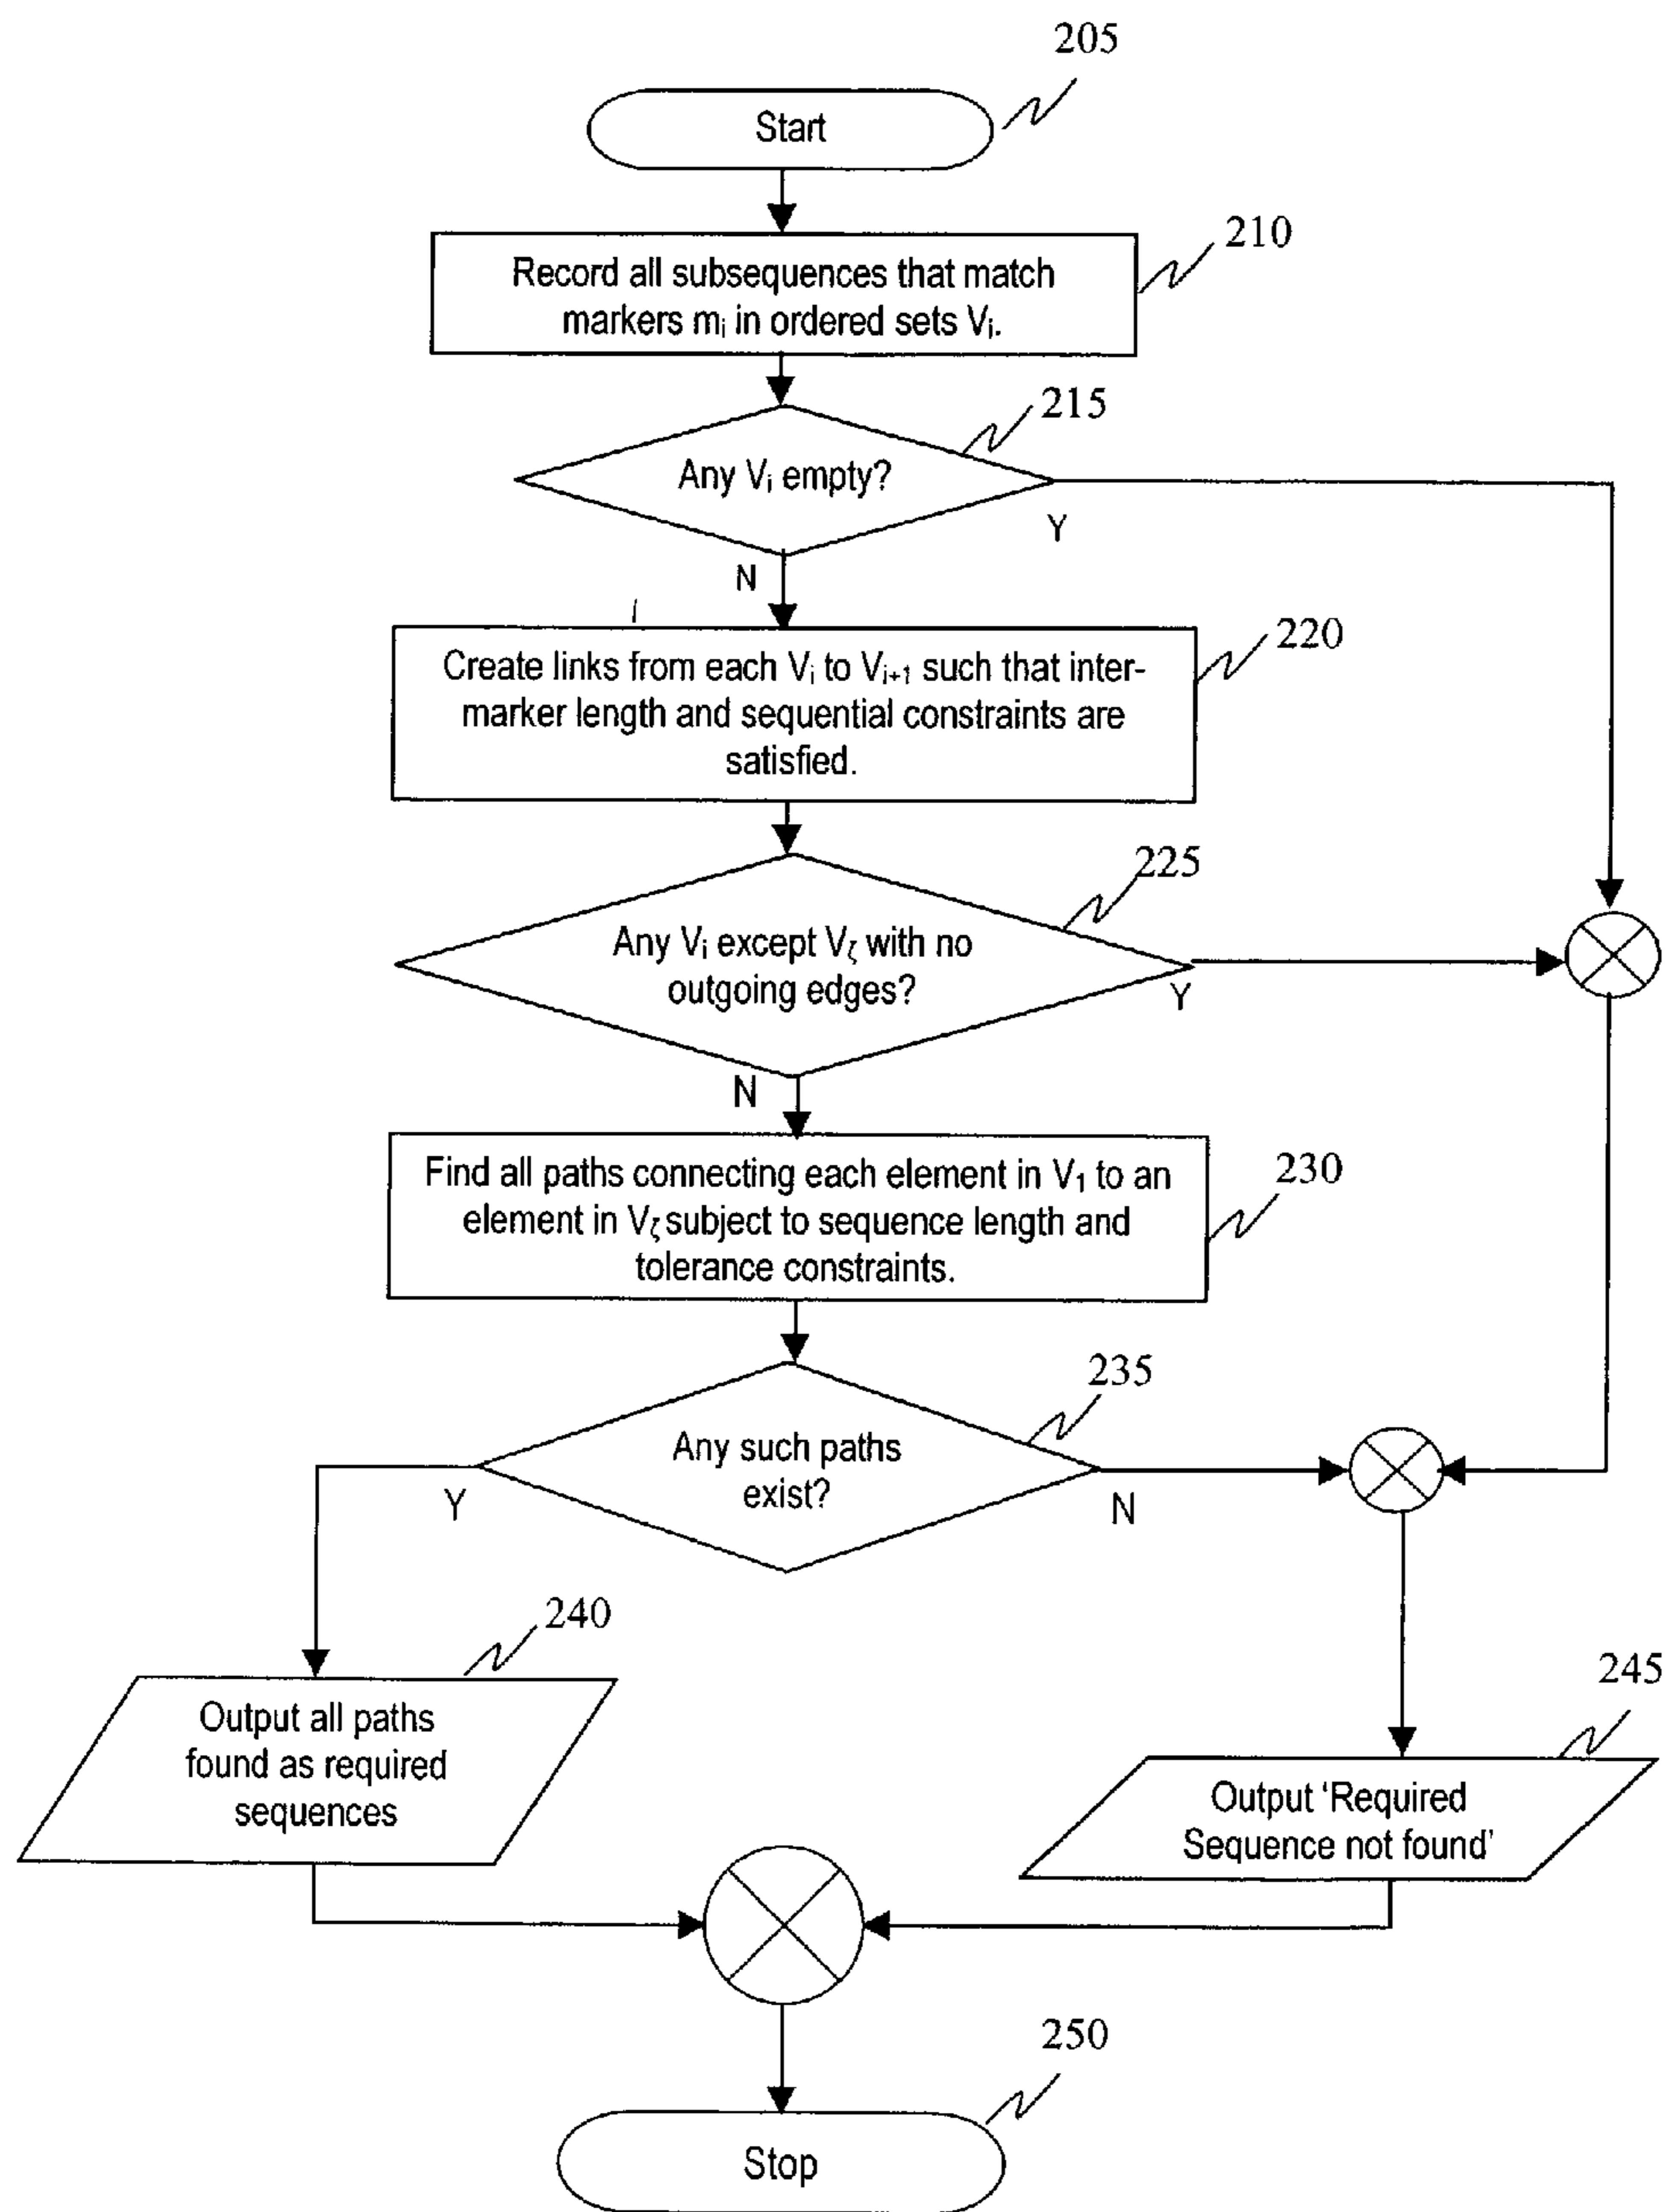 205
Start
210
Record all subsequences that match
markers mᵢ in ordered sets Vᵢ.
215
Any Vᵢ empty?
Y
N
220
Create links from each Vᵢ to Vᵢ₊₁ such that inter-
marker length and sequential constraints are
satisfied.
225
Any Vᵢ except V_ζ with no
outgoing edges?
Y
N
230
Find all paths connecting each element in V₁ to an
element in V_ζ subject to sequence length and
tolerance constraints.
235
Any such paths
exist?
Y
N
240
Output all paths
found as required
sequences
245
Output ‘Required
Sequence not found’
250
Stop